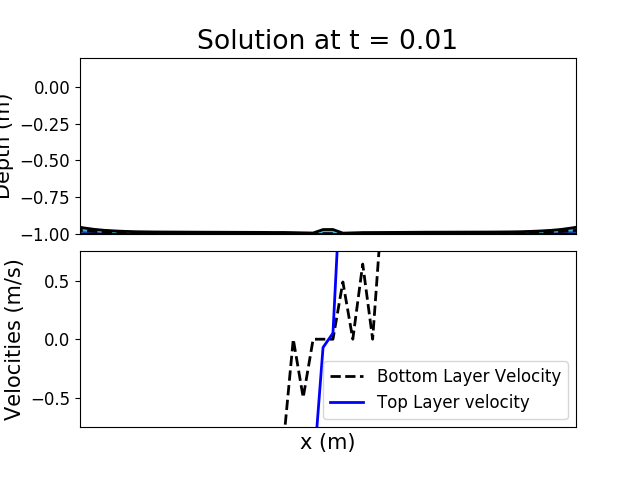 Solution at t = 0.01
Depth (m)
0.00
−0.25
−0.50
−0.75
−1.00
Velocities (m/s)
0.5
0.0
−0.5
Bottom Layer Velocity
Top Layer velocity
x (m)